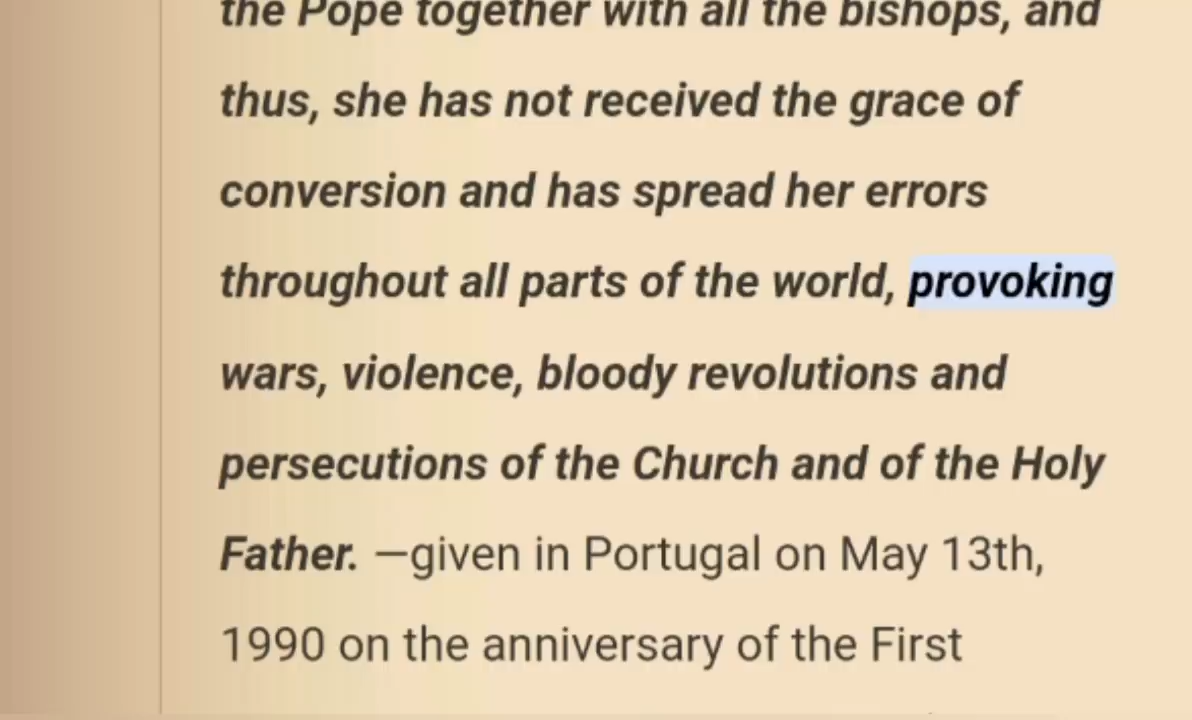 the Pope together with all the bishops, and
thus, she has not received the grace of
conversion and has spread her errors
throughout all parts of the world, provoking
wars, violence, bloody revolutions and
persecutions of the Church and of the Holy
Father. —given in Portugal on May 13th,
1990 on the anniversary of the First